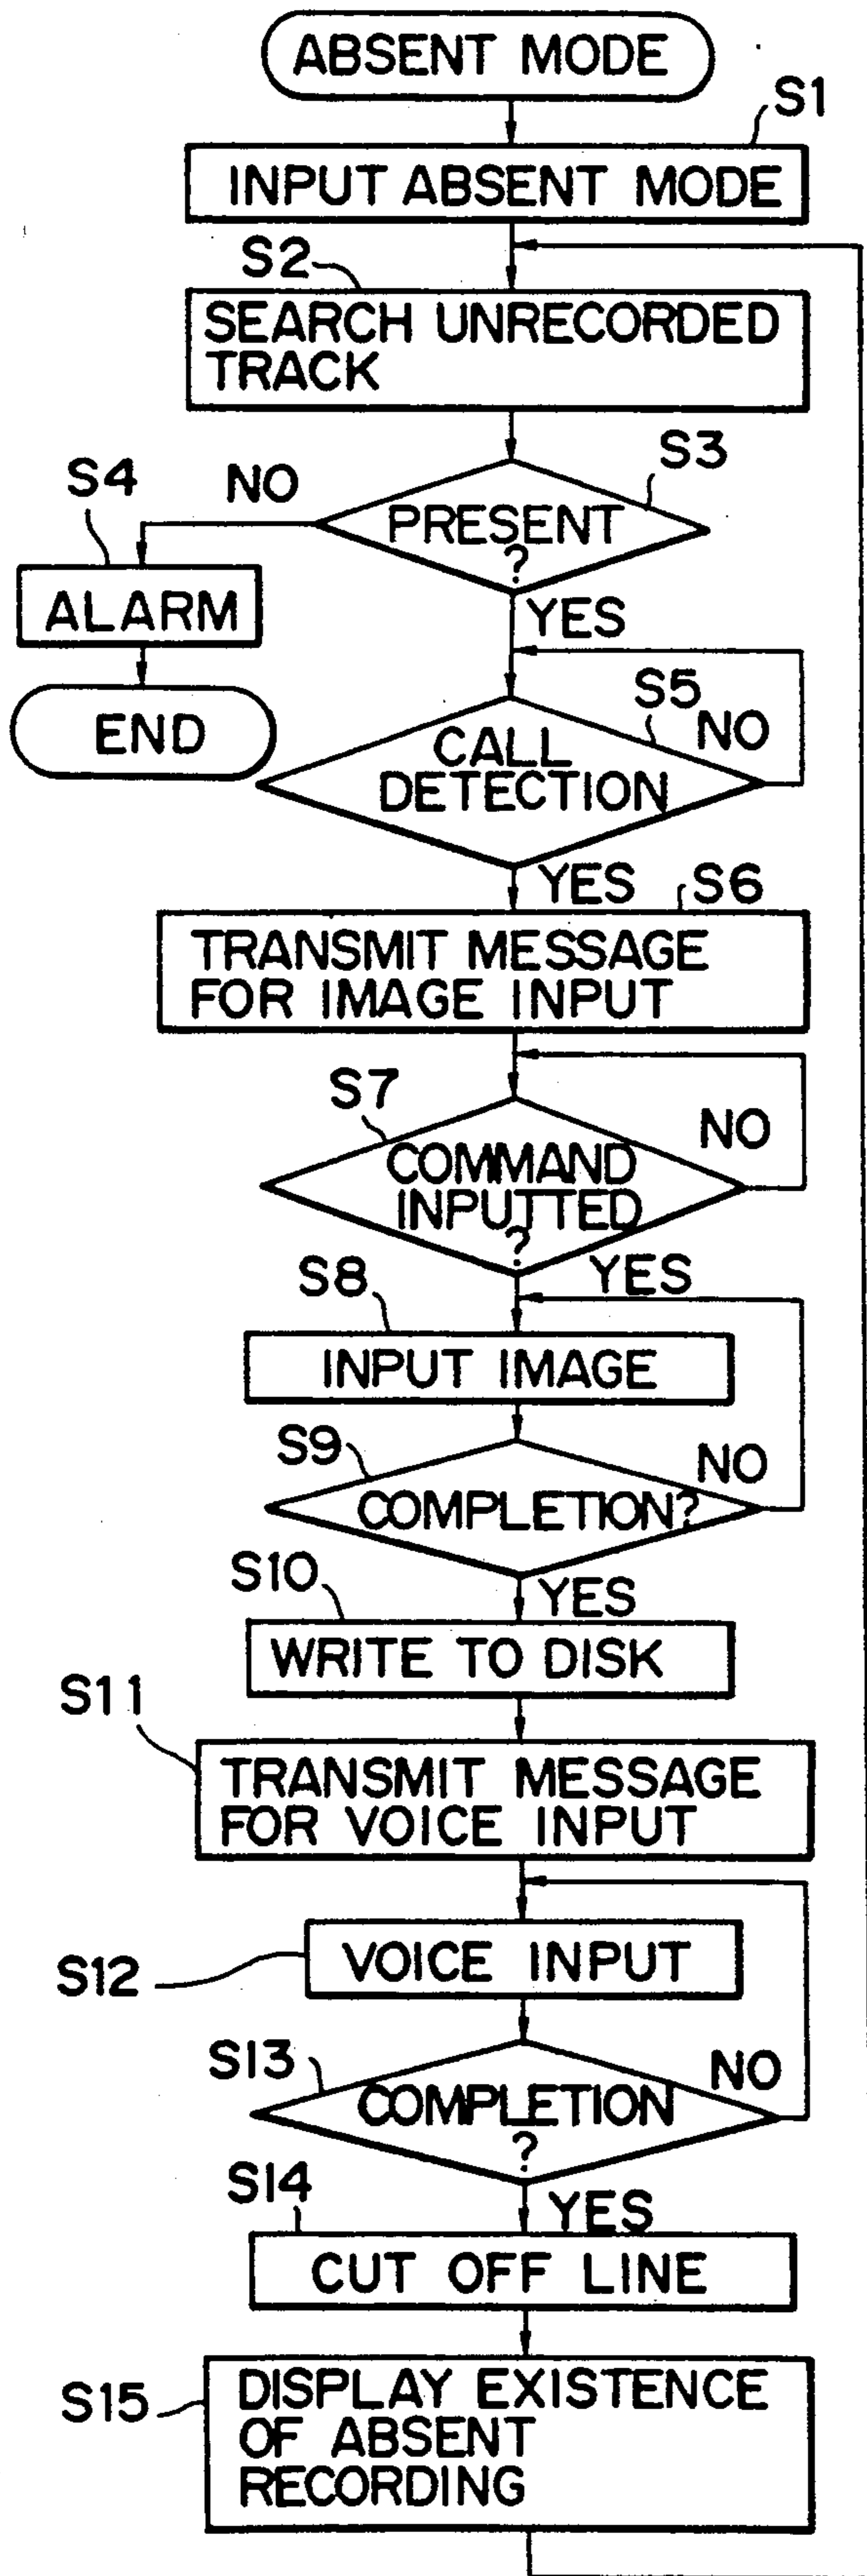 ABSENT MODE
S1
INPUT ABSENT MODE
S2
SEARCH UNRECORDED
TRACK
S3
PRESENT
?
NO
S4
ALARM
END
YES
S5
CALL
DETECTION
NO
YES
S6
TRANSMIT MESSAGE
FOR IMAGE INPUT
S7
COMMAND
INPUTTED
?
NO
YES
S8
INPUT IMAGE
S9
COMPLETION?
NO
YES
S10
WRITE TO DISK
S11
TRANSMIT MESSAGE
FOR VOICE INPUT
S12
VOICE INPUT
S13
COMPLETION
?
NO
YES
S14
CUT OFF LINE
S15
DISPLAY EXISTENCE
OF ABSENT
RECORDING